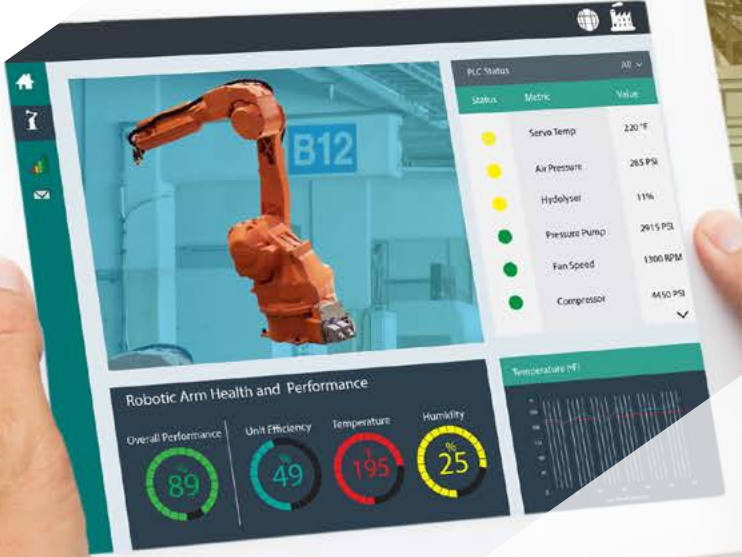 B12
PLC Status All
Status Metric Value
Servo Temp 220 °F
Air Pressure 285 PSI
Hydolyser 11%
Pressure Pump 2915 PSI
Fan Speed 1300 RPM
Compressor 4450 PSI
Robotic Arm Health and Performance
Overall Performance Unit Efficiency Temperature Humidity
% % %
89 49 195 25
Temperature (°F)